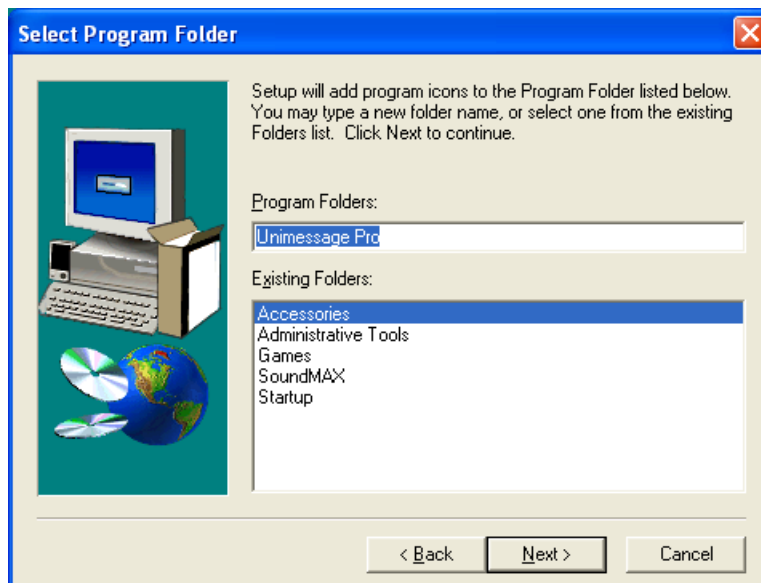 Select Program Folder
Setup will add program icons to the Program Folder listed below.
You may type a new folder name, or select one from the existing
Folders list. Click Next to continue.
Program Folders:
Unimessage Pro
Existing Folders:
Accessories
Administrative Tools
Games
SoundMAX
Startup
< Back
Next >
Cancel